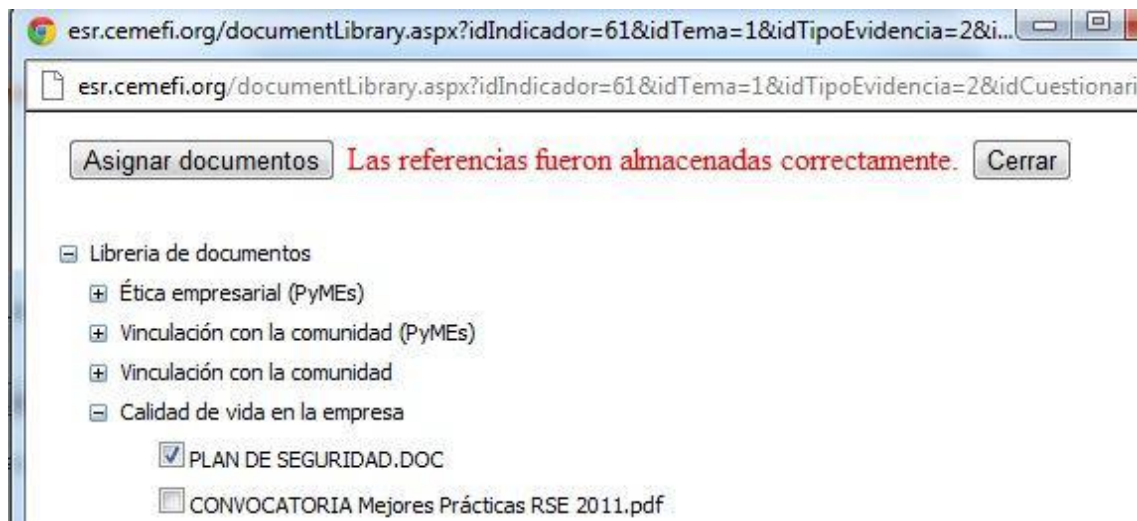 esr.cemefi.org/documentLibrary.aspx?idIndicador=61&idTema=1&idTipoEvidencia=2&i...
esr.cemefi.org/documentLibrary.aspx?idIndicador=61&idTema=1&idTipoEvidencia=2&idCuestionari
Asignar documentos Las referencias fueron almacenadas correctamente. Cerrar
Libreria de documentos
Ética empresarial (PyMEs)
Vinculación con la comunidad (PyMEs)
Vinculación con la comunidad
Calidad de vida en la empresa
PLAN DE SEGURIDAD.DOC
CONVOCATORIA Mejores Prácticas RSE 2011.pdf